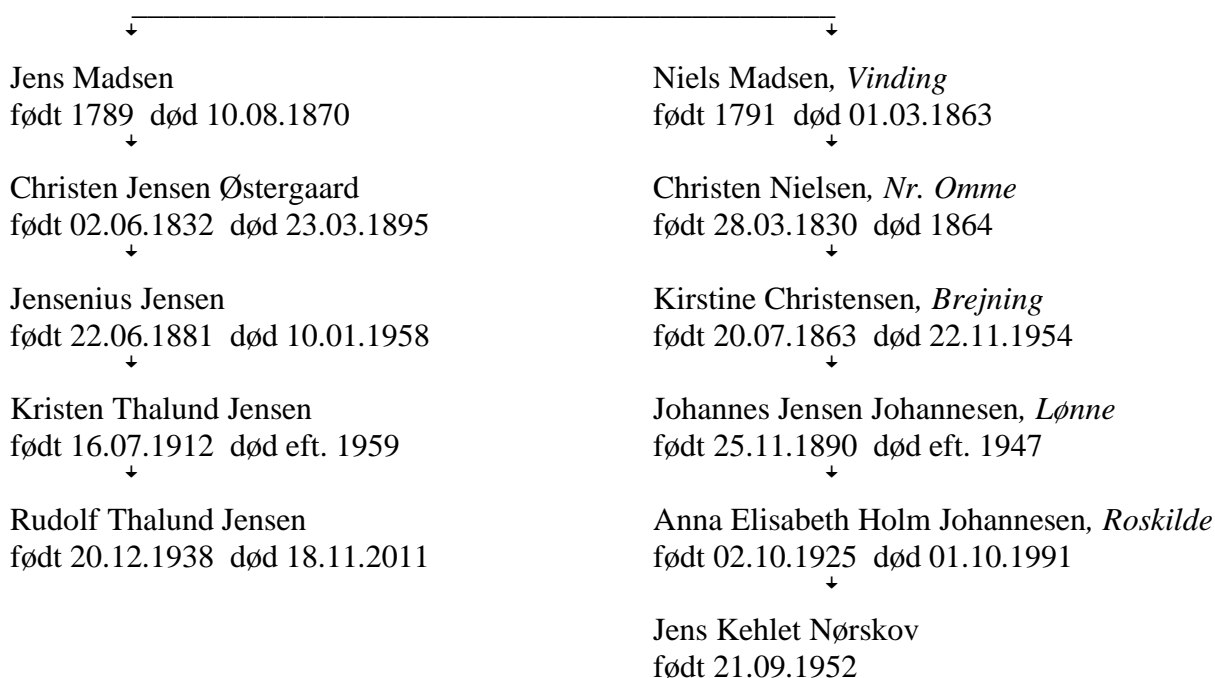 Jens Madsen
født 1789 død 10.08.1870
Christen Jensen Østergaard
født 02.06.1832 død 23.03.1895
Jensenius Jensen
født 22.06.1881 død 10.01.1958
Kristen Thalund Jensen
født 16.07.1912 død eft. 1959
Rudolf Thalund Jensen
født 20.12.1938 død 18.11.2011
Niels Madsen, Vinding
født 1791 død 01.03.1863
Christen Nielsen, Nr. Omme
født 28.03.1830 død 1864
Kirstine Christensen, Brejning
født 20.07.1863 død 22.11.1954
Johannes Jensen Johannesen, Lønne
født 25.11.1890 død eft. 1947
Anna Elisabeth Holm Johannesen, Roskilde
født 02.10.1925 død 01.10.1991
Jens Kehlet Nørskov
født 21.09.1952